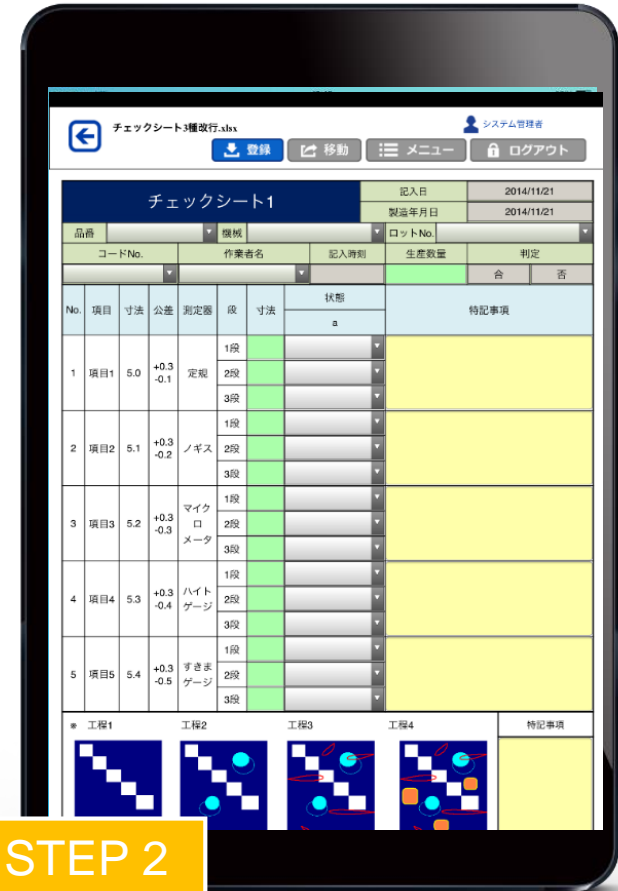 チェックシート3種改行.xlsx
システム管理者
登録 移動 メニュー ログアウト
チェックシート1 記入日 2014/11/21
製造年月日 2014/11/21
品番 機械 ロットNo.
コードNo. 作業者名 記入時刻 生産数量 判定
合 否
No. 項目 寸法 公差 測定器 段 寸法 状態 特記事項
a
1 項目1 5.0 +0.3 -0.1 定規 1段
2段
3段
2 項目2 5.1 +0.3 -0.2 ノギス 1段
2段
3段
3 項目3 5.2 +0.3 -0.3 マイクロメータ 1段
2段
3段
4 項目4 5.3 +0.3 -0.4 ハイトゲージ 1段
2段
3段
5 項目5 5.4 +0.3 -0.5 すきまゲージ 1段
2段
3段
※ 工程1 工程2 工程3 工程4 特記事項
STEP 2